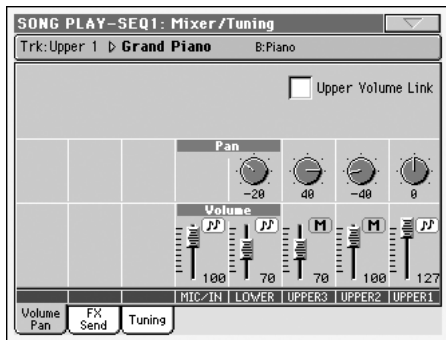 SONG PLAY-SEQ1: Mixer/Tuning
Trk:Upper 1 Grand Piano B:Piano
Upper Volume Link
Pan
-20 40 -40 0
Volume
M M
100 70 70 100 127
MIC/IN LOWER UPPER3 UPPER2 UPPER1
Volume Pan FX Send Tuning